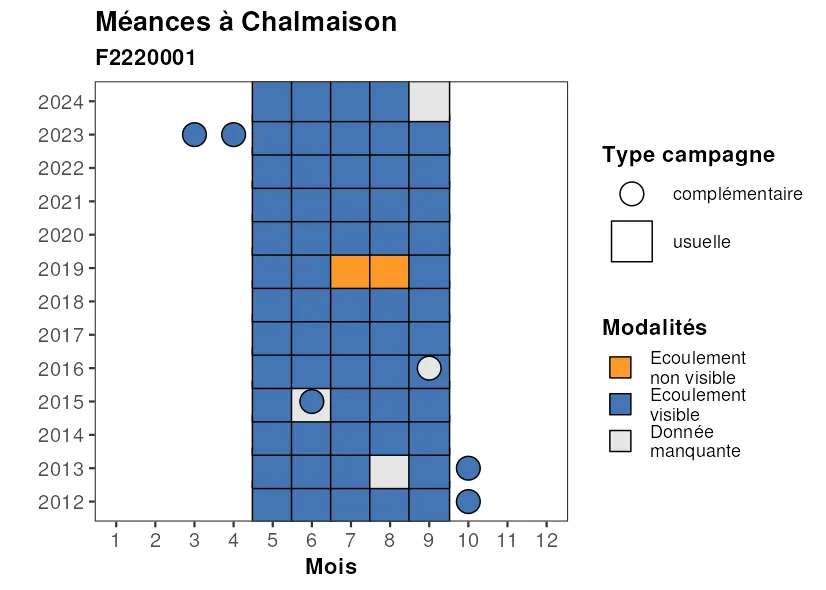 Méances à Chalmaison
F2220001
2024
2023
2022
2021
2020
2019
2018
2017
2016
2015
2014
2013
2012
1 2 3 4 5 6 7 8 9 10 11 12
Mois
Type campagne
complémentaire
usuelle
Modalités
Ecoulement
non visible
Ecoulement
visible
Donnée
manquante